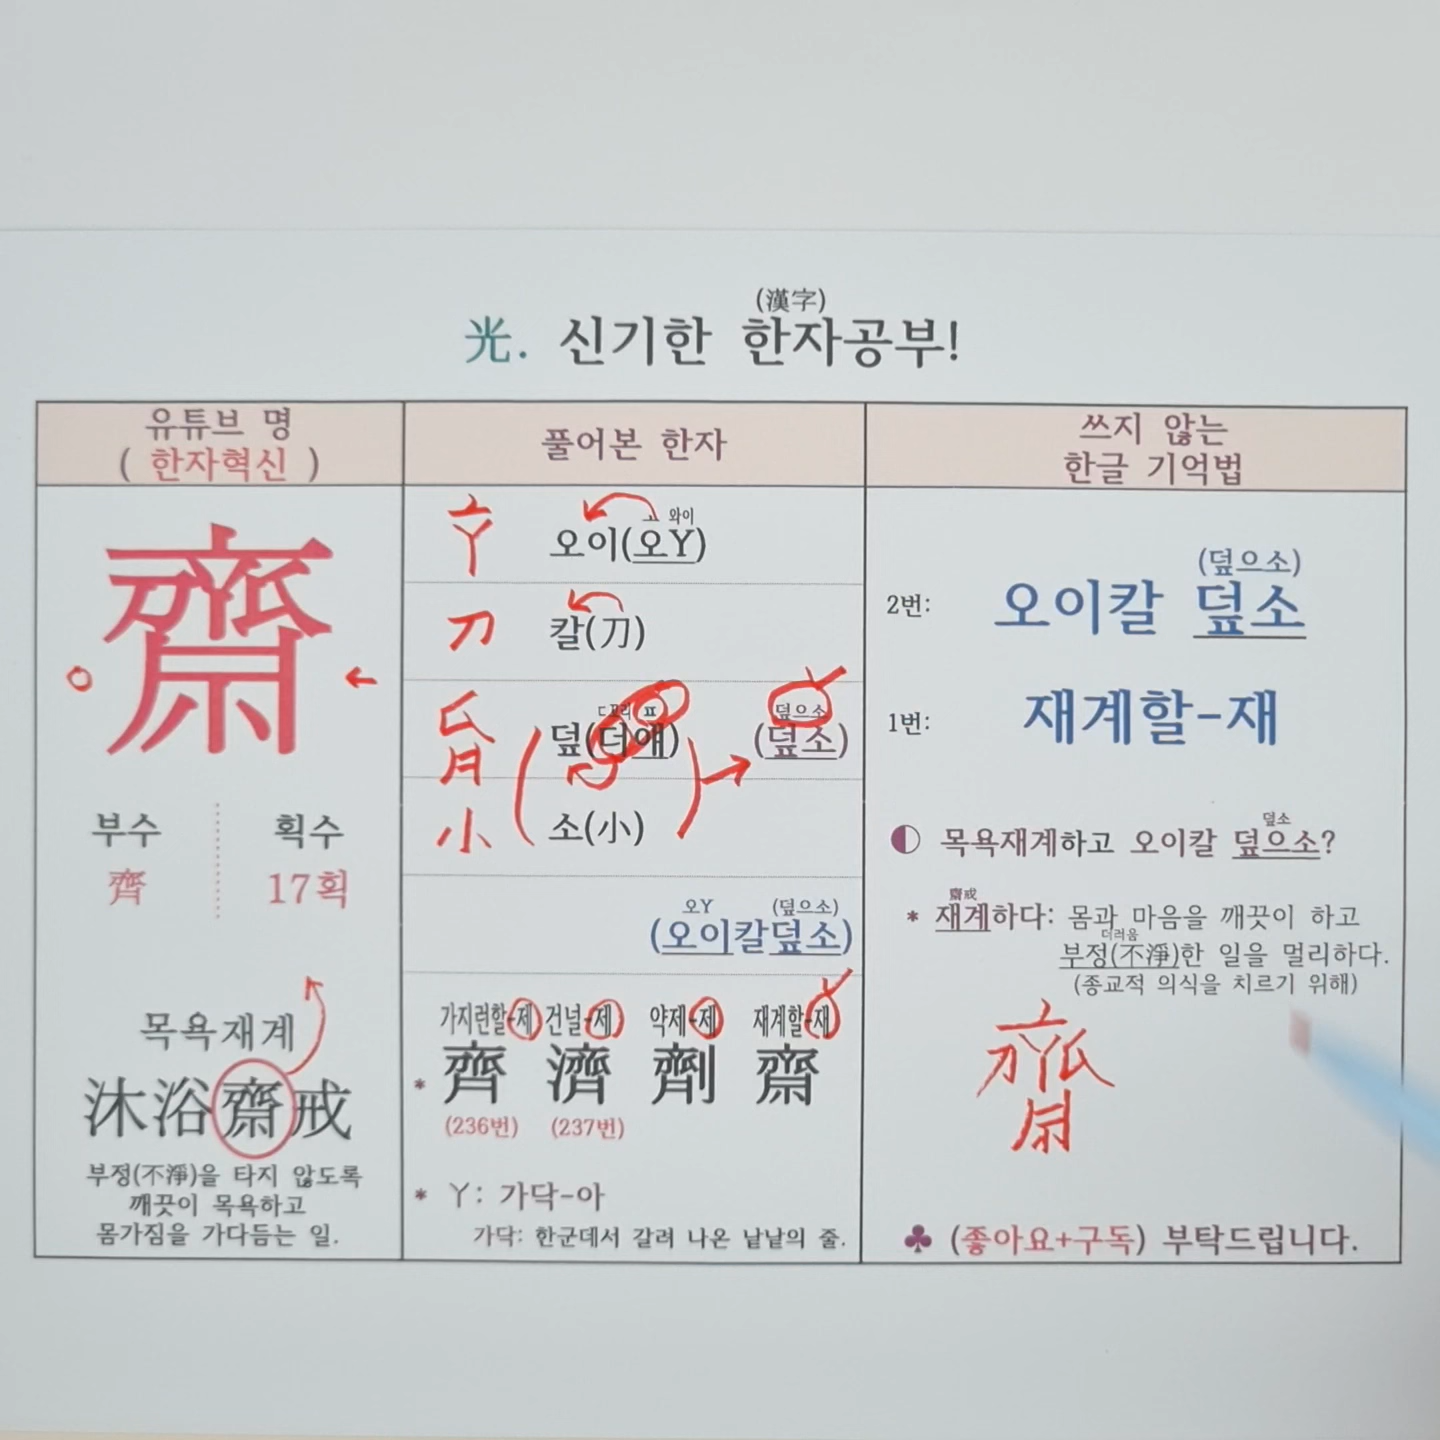 (漢字)
光. 신기한 한자공부!
유튜브 명
( 한자혁신 )
齋
부수
획수
齊
17획
목욕재계
沐浴齋戒
부정(不淨)을 타지 않도록
깨끗이 목욕하고
몸가짐을 가다듬는 일.
풀어본 한자
ㅗ 와이
亠丫 오이(오Y)
刀 칼(刀)
ㅍ (덮으소)
덮(더애) (덮소)
小 소(小)
오Y (덮으소)
(오이칼덮소)
가지런할-제 건널-제 약제-제 재계할-재
* 齊 濟 劑 齋
(236번) (237번)
* 丫: 가닥-아
가닥: 한군데서 갈려 나온 낱낱의 줄.
쓰지 않는
한글 기억법
(덮으소)
2번: 오이칼 덮소
1번: 재계할-재
덮소
목욕재계하고 오이칼 덮으소?
齋戒
* 재계하다: 몸과 마음을 깨끗이 하고
더러움
부정(不淨)한 일을 멀리하다.
(종교적 의식을 치르기 위해)
齋
♣ (좋아요+구독) 부탁드립니다.